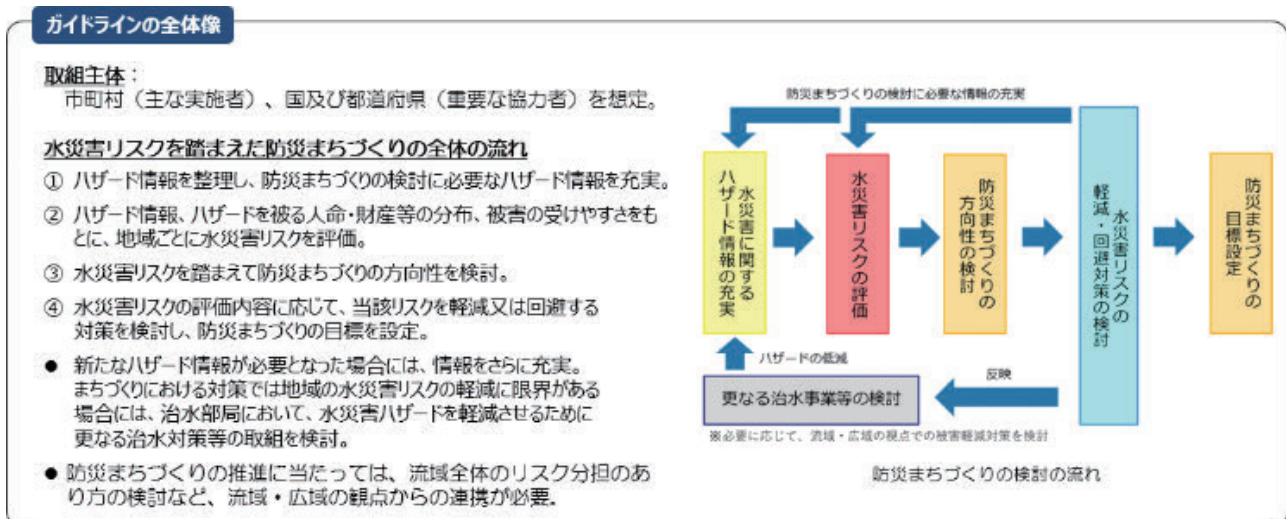 ガイドラインの全体像
取組主体：
市町村（主な実施者）、国及び都道府県（重要な協力者）を想定。
水災害リスクを踏まえた防災まちづくりの全体の流れ
① ハザード情報を整理し、防災まちづくりの検討に必要なハザード情報を充実。
② ハザード情報、ハザードを被る人命・財産等の分布、被害の受けやすさをも
とに、地域ごとに水災害リスクを評価。
③ 水災害リスクを踏まえて防災まちづくりの方向性を検討。
④ 水災害リスクの評価内容に応じて、当該リスクを軽減又は回避する
対策を検討し、防災まちづくりの目標を設定。
● 新たなハザード情報が必要となった場合には、情報をさらに充実。
まちづくりにおける対策では地域の水災害リスクの軽減に限界がある
場合には、治水部局において、水災害ハザードを軽減させるために
更なる治水対策等の取組を検討。
● 防災まちづくりの推進に当たっては、流域全体のリスク分担のあ
り方の検討など、流域・広域の観点からの連携が必要。
防災まちづくりの検討に必要な情報の充実
水災害に関する
ハザード情報の充実
水災害リスクの評価
防災まちづくりの
方向性の検討
水災害リスクの
軽減・回避対策の検討
防災まちづくりの
目標設定
ハザードの低減
反映
更なる治水事業等の検討
※必要に応じて、流域・広域の視点での被害軽減対策を検討
防災まちづくりの検討の流れ